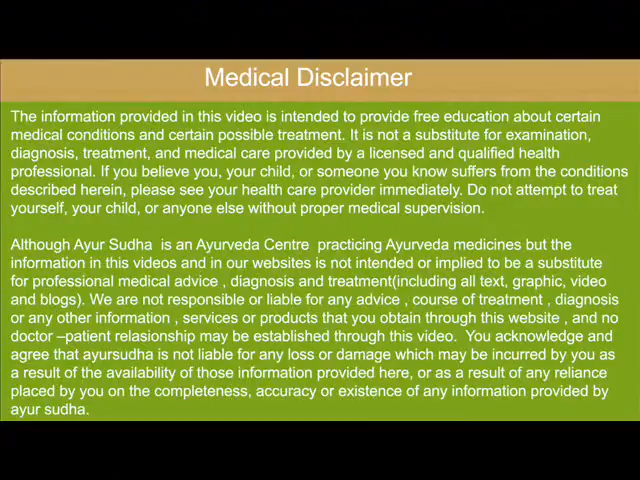 Medical Disclaimer
The information provided in this video is intended to provide free education about certain
medical conditions and certain possible treatment. It is not a substitute for examination,
diagnosis, treatment, and medical care provided by a licensed and qualified health
professional. If you believe you, your child, or someone you know suffers from the conditions
described herein, please see your health care provider immediately. Do not attempt to treat
yourself, your child, or anyone else without proper medical supervision.
Although Ayur Sudha is an Ayurveda Centre practicing Ayurveda medicines but the
information in this videos and in our websites is not intended or implied to be a substitute
for professional medical advice , diagnosis and treatment(including all text, graphic, video
and blogs). We are not responsible or liable for any advice , course of treatment , diagnosis
or any other information , services or products that you obtain through this website , and no
doctor –patient relasionship may be established through this video. You acknowledge and
agree that ayursudha is not liable for any loss or damage which may be incurred by you as
a result of the availability of those information provided here, or as a result of any reliance
placed by you on the completeness, accuracy or existence of any information provided by
ayur sudha.